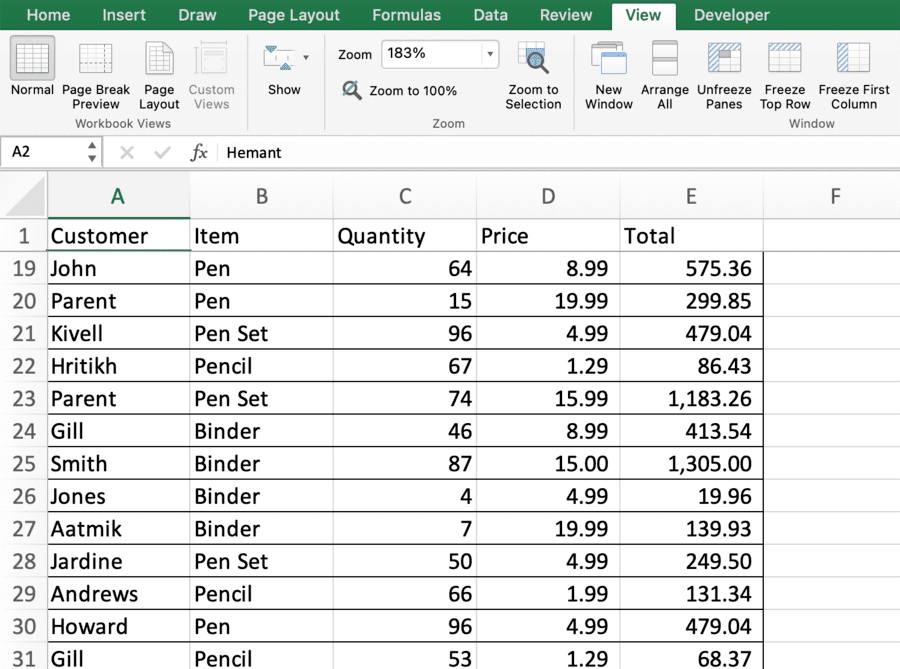 Home Insert Draw Page Layout Formulas Data Review View Developer
Normal Page Break Preview Page Layout Custom Views
Workbook Views
Show
Zoom 183%
Zoom to 100%
Zoom to Selection
Zoom
New Window Arrange All Unfreeze Panes Freeze Top Row Freeze First Column
Window
A2 fx Hemant
A B C D E F
1 Customer Item Quantity Price Total
19 John Pen 64 8.99 575.36
20 Parent Pen 15 19.99 299.85
21 Kivell Pen Set 96 4.99 479.04
22 Hritikh Pencil 67 1.29 86.43
23 Parent Pen Set 74 15.99 1,183.26
24 Gill Binder 46 8.99 413.54
25 Smith Binder 87 15.00 1,305.00
26 Jones Binder 4 4.99 19.96
27 Aatmik Binder 7 19.99 139.93
28 Jardine Pen Set 50 4.99 249.50
29 Andrews Pencil 66 1.99 131.34
30 Howard Pen 96 4.99 479.04
31 Gill Pencil 53 1.29 68.37